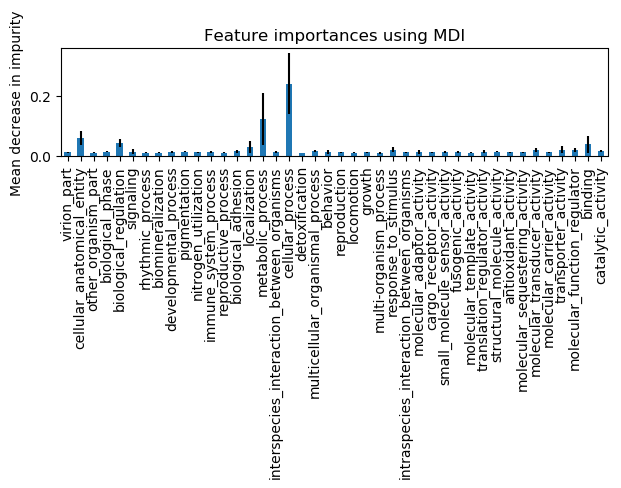 Feature importances using MDI
Mean decrease in impurity
0.2
0.0
virion_part
cellular_anatomical_entity
other_organism_part
biological_phase
biological_regulation
signaling
rhythmic_process
biomineralization
developmental_process
pigmentation
nitrogen_utilization
immune_system_process
reproductive_process
biological_adhesion
localization
metabolic_process
interspecies_interaction_between_organisms
cellular_process
detoxification
multicellular_organismal_process
behavior
reproduction
locomotion
growth
multi-organism_process
response_to_stimulus
intraspecies_interaction_between_organisms
molecular_adaptor_activity
cargo_receptor_activity
small_molecule_sensor_activity
fusogenic_activity
molecular_template_activity
translation_regulator_activity
structural_molecule_activity
antioxidant_activity
molecular_sequestering_activity
molecular_transducer_activity
molecular_carrier_activity
transporter_activity
molecular_function_regulator
binding
catalytic_activity